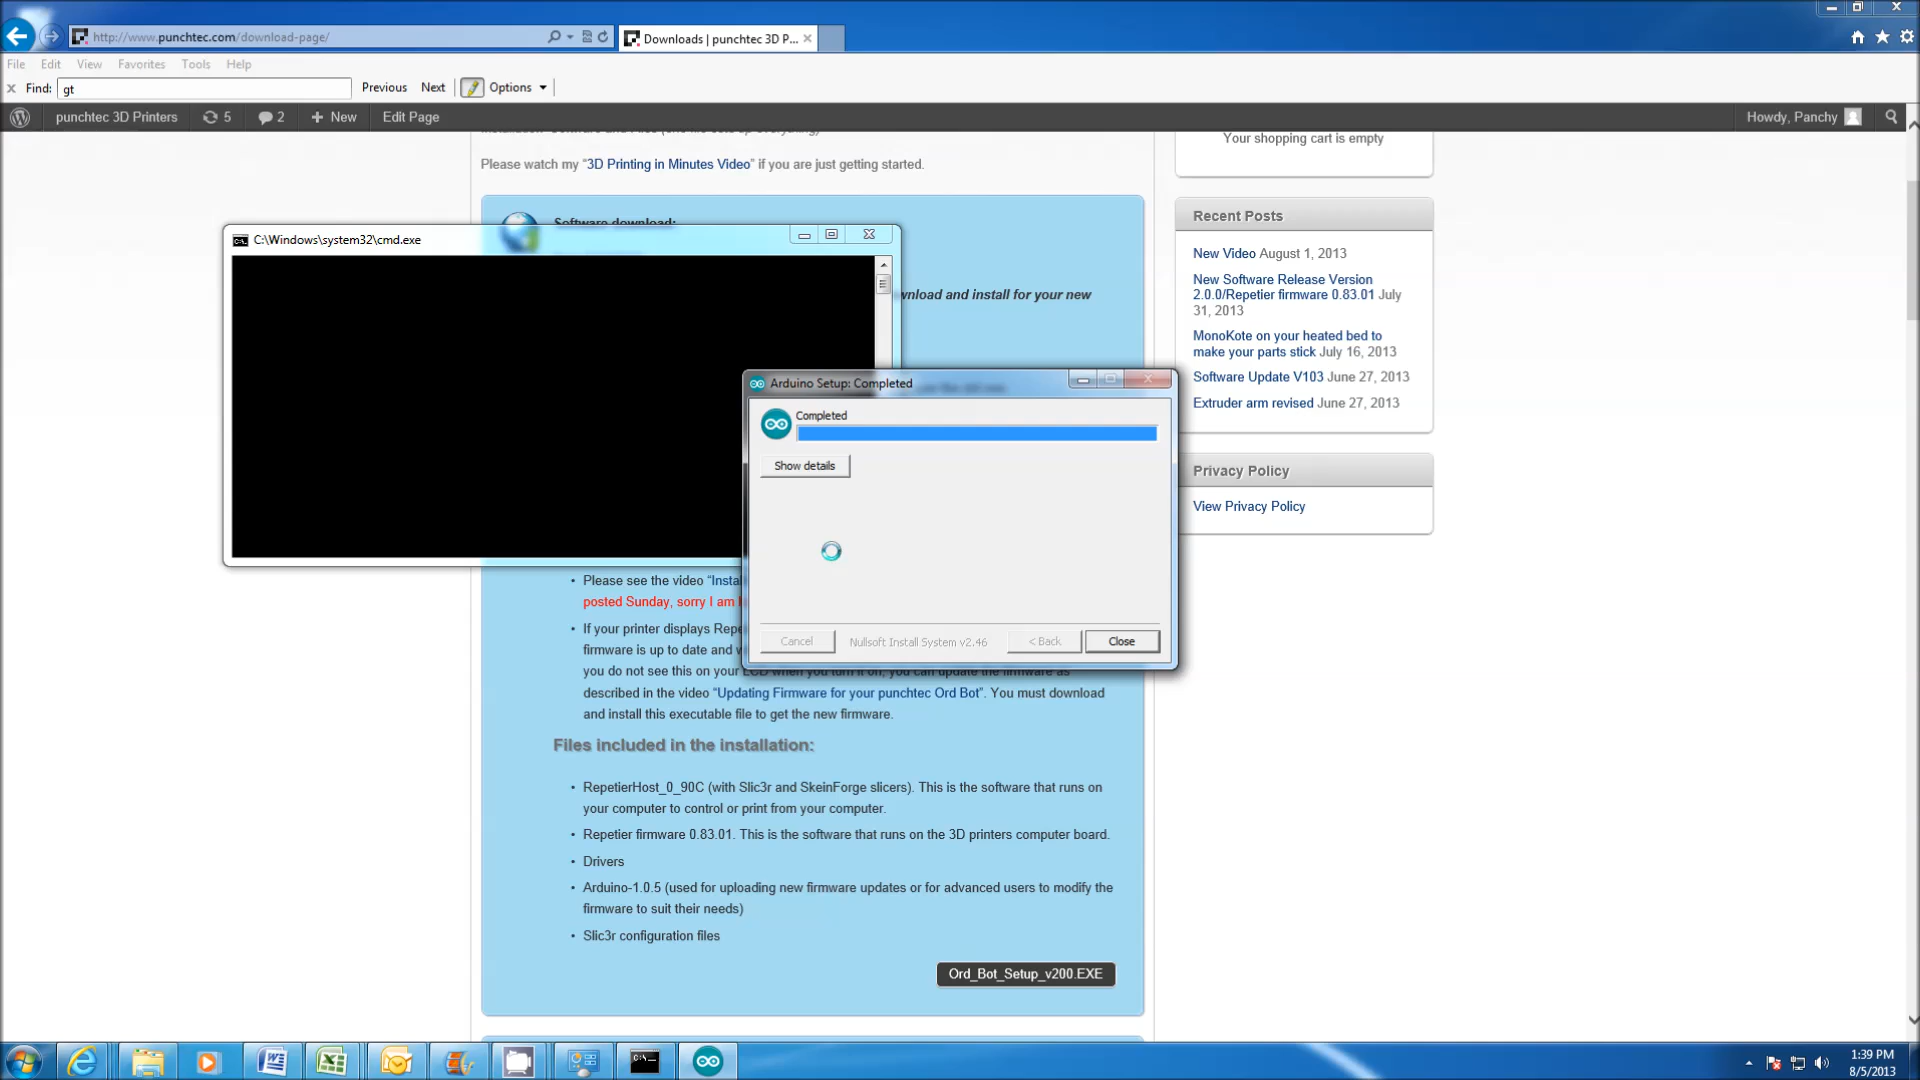 http://www.punchtec.com/download-page/
Downloads | punchtec 3D P...
File Edit View Favorites Tools Help
Find: gt Previous Next Options
punchtec 3D Printers 5 2 New Edit Page Howdy, Panchy
Your shopping cart is empty
Please watch my “3D Printing in Minutes Video” if you are just getting started.
Software download:
C:\Windows\system32\cmd.exe
wnload and install for your new
Recent Posts
New Video August 1, 2013
New Software Release Version
2.0.0/Repetier firmware 0.83.01 July
31, 2013
MonoKote on your heated bed to
make your parts stick July 16, 2013
Software Update V103 June 27, 2013
Extruder arm revised June 27, 2013
Privacy Policy
View Privacy Policy
Arduino Setup: Completed
Completed
Show details
Cancel Nullsoft Install System v2.46 < Back Close
• Please see the video “Insta
posted Sunday, sorry I am
• If your printer displays Repe
firmware is up to date and
you do not see this on your LCD when you turn it on, you can update the firmware as
described in the video “Updating Firmware for your punchtec Ord Bot”. You must download
and install this executable file to get the new firmware.
Files included in the installation:
• RepetierHost_0_90C (with Slic3r and SkeinForge slicers). This is the software that runs on
your computer to control or print from your computer.
• Repetier firmware 0.83.01. This is the software that runs on the 3D printers computer board.
• Drivers
• Arduino-1.0.5 (used for uploading new firmware updates or for advanced users to modify the
firmware to suit their needs)
• Slic3r configuration files
Ord_Bot_Setup_v200.EXE
1:39 PM
8/5/2013